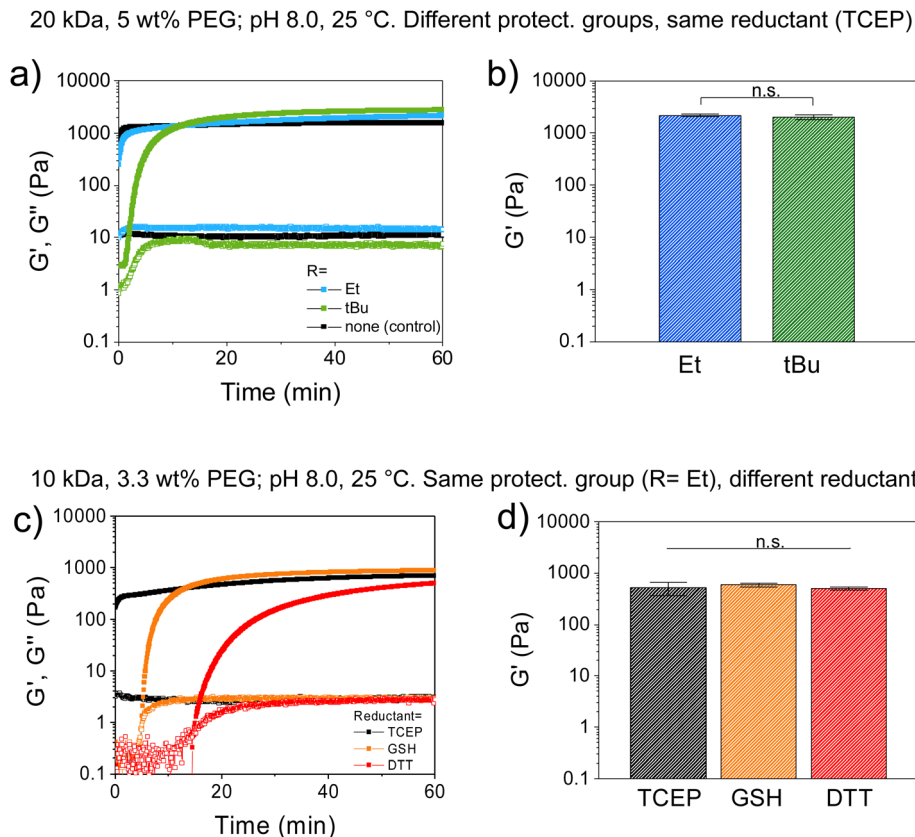 20 kDa, 5 wt% PEG; pH 8.0, 25 °C. Different protect. groups, same reductant (TCEP)
a)
10000
1000
100
10
1
0.1
G', G'' (Pa)
R=
Et
tBu
none (control)
0 20 40 60
Time (min)
b)
10000
1000
100
10
1
0.1
G' (Pa)
n.s.
Et tBu
10 kDa, 3.3 wt% PEG; pH 8.0, 25 °C. Same protect. group (R= Et), different reductant
c)
10000
1000
100
10
1
0.1
G', G'' (Pa)
Reductant=
TCEP
GSH
DTT
0 20 40 60
Time (min)
d)
10000
1000
100
10
1
0.1
G' (Pa)
n.s.
TCEP GSH DTT